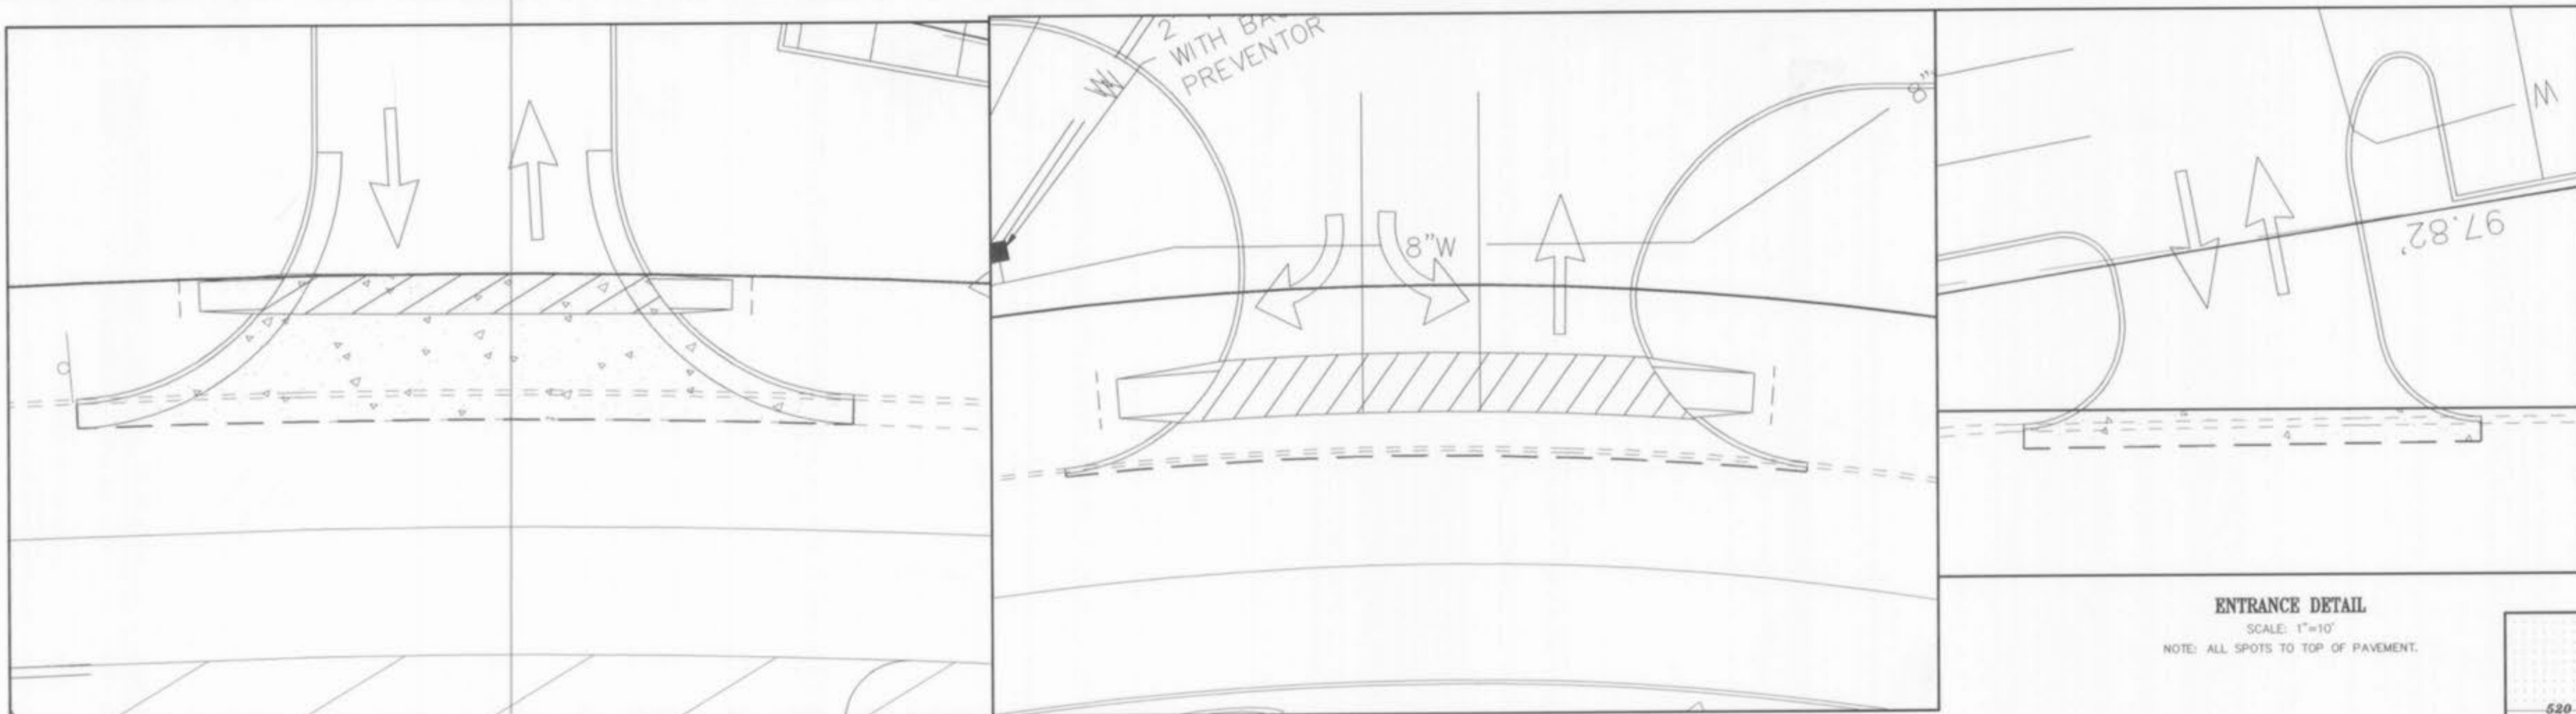 2"
WITH
PREVENTOR
8"
W
8"W
97.82'
ENTRANCE DETAIL
SCALE: 1"=10'
NOTE: ALL SPOTS TO TOP OF PAVEMENT.
520